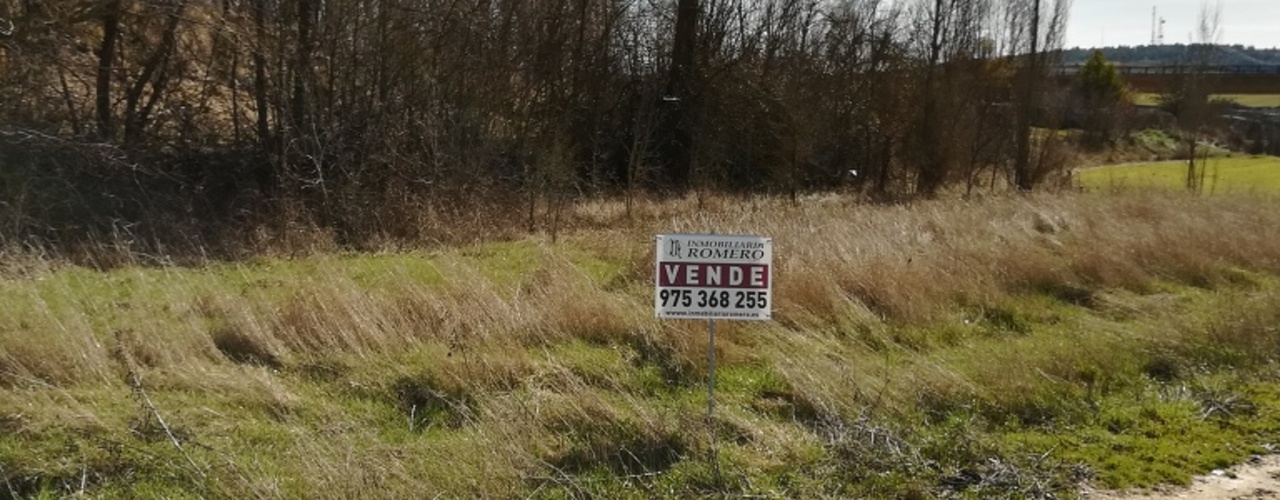 INMOBILIARIA
ROMERO
VENDE
975 368 255
www.inmobiliariaromero.es